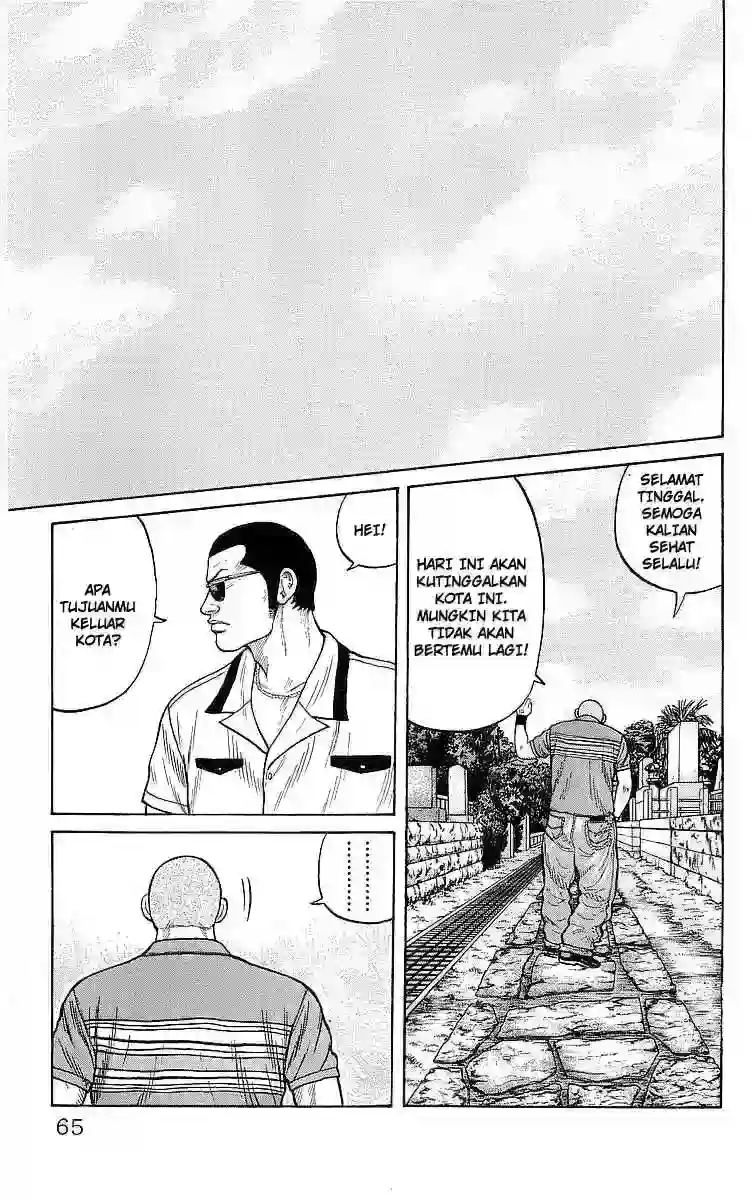 SELAMAT
TINGGAL.
SEMOGA
KALIAN
SEHAT
SELALU!
HARI INI AKAN
KUTINGGALKAN
KOTA INI.
MUNGKIN KITA
TIDAK AKAN
BERTEMU LAGI!
HEI!
APA
TUJUANMU
KELUAR
KOTA?
65